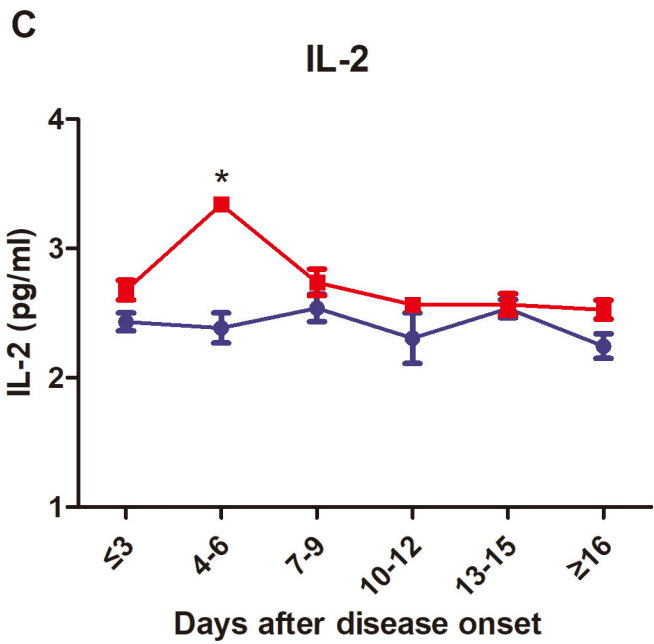 C
IL-2
4
3
2
1
IL-2 (pg/ml)
*
≤3
4-6
7-9
10-12
13-15
≥16
Days after disease onset